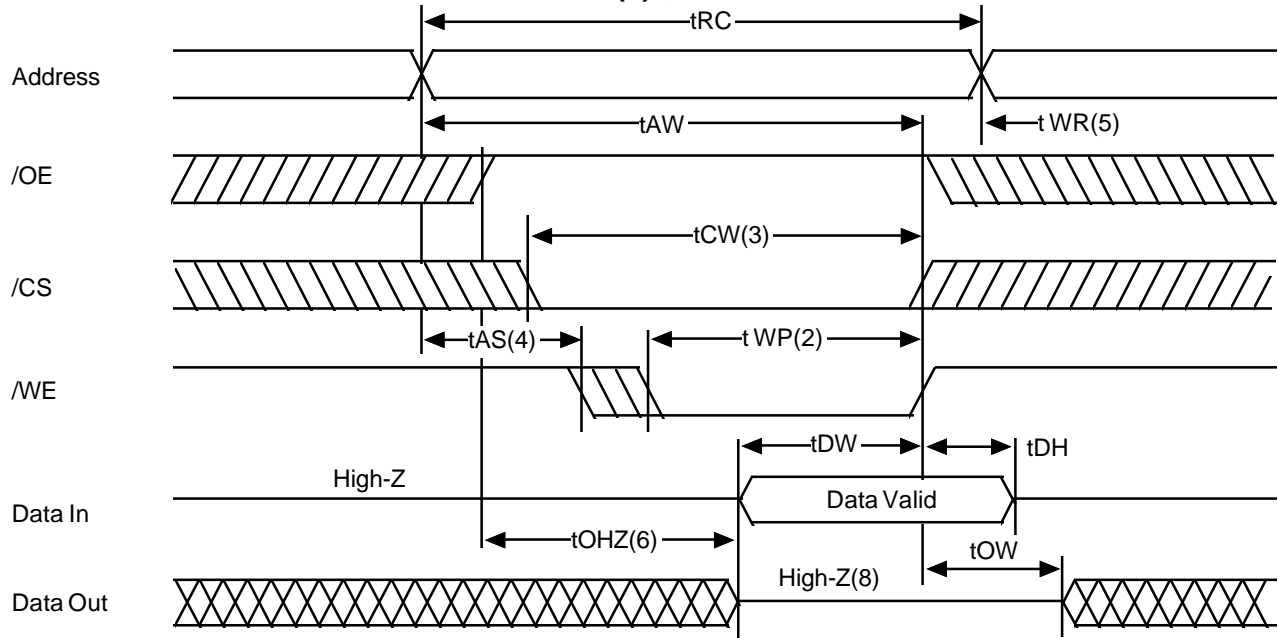 tRC
Address
tAW
t WR(5)
/OE
tCW(3)
/CS
tAS(4)
t WP(2)
/WE
tDW
tDH
High-Z
Data In
Data Valid
tOHZ(6)
tOW
High-Z(8)
Data Out